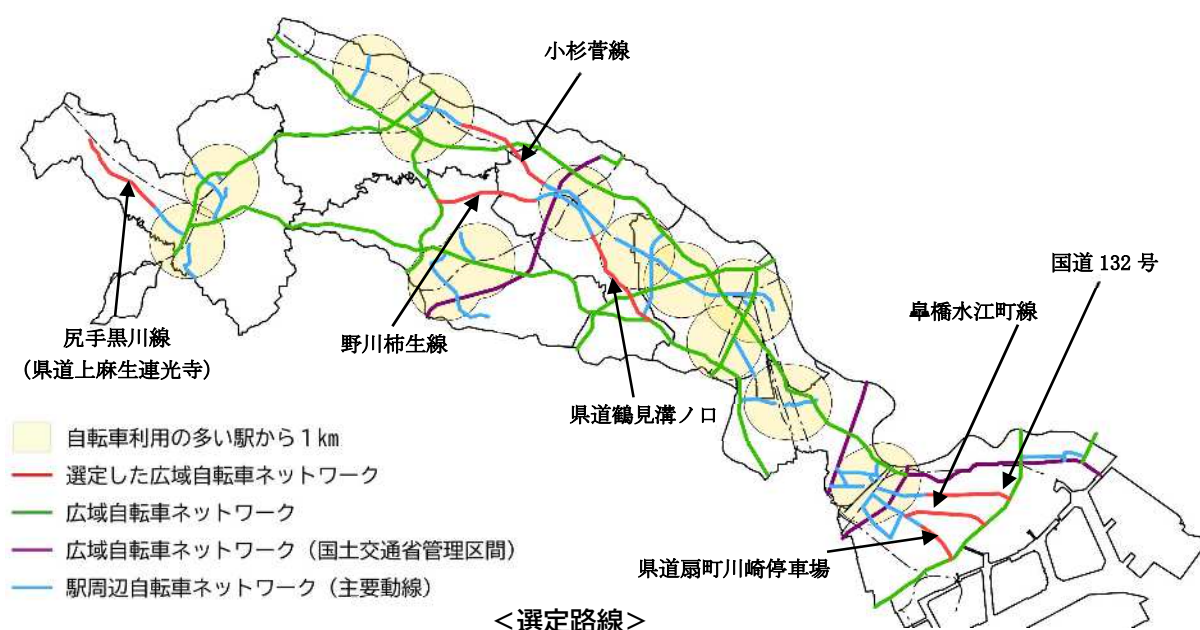 小杉菅線
国道 132 号
皐橋水江町線
尻手黒川線
(県道上麻生連光寺)
野川柿生線
県道鶴見溝ノ口
県道扇町川崎停車場
自転車利用の多い駅から1km
選定した広域自転車ネットワーク
広域自転車ネットワーク
広域自転車ネットワーク(国土交通省管理区間)
駅周辺自転車ネットワーク(主要動線)
<選定路線>